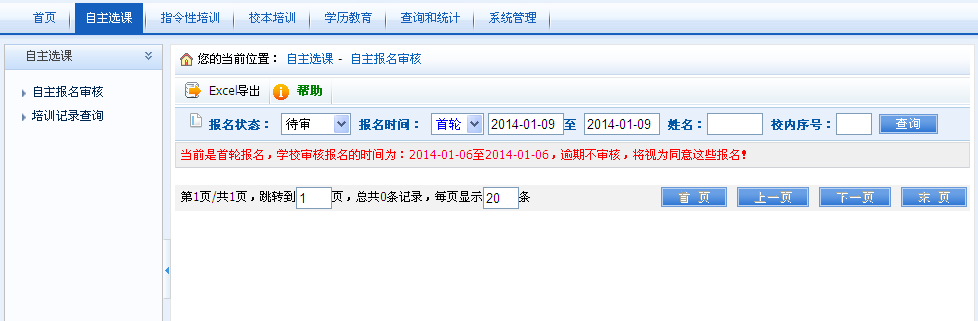 首页 自主选课 指令性培训 校本培训 学历教育 查询和统计 系统管理
自主选课
自主报名审核
培训记录查询
您的当前位置： 自主选课 - 自主报名审核
Excel导出 帮助
报名状态： 待审 报名时间： 首轮 2014-01-09 至 2014-01-09 姓名： 校内序号： 查询
当前是首轮报名，学校审核报名的时间为：2014-01-06至2014-01-06，逾期不审核，将视为同意这些报名！
第1页/共1页，跳转到 1 页，总共0条记录，每页显示 20 条 首 页 上一页 下一页 末 页